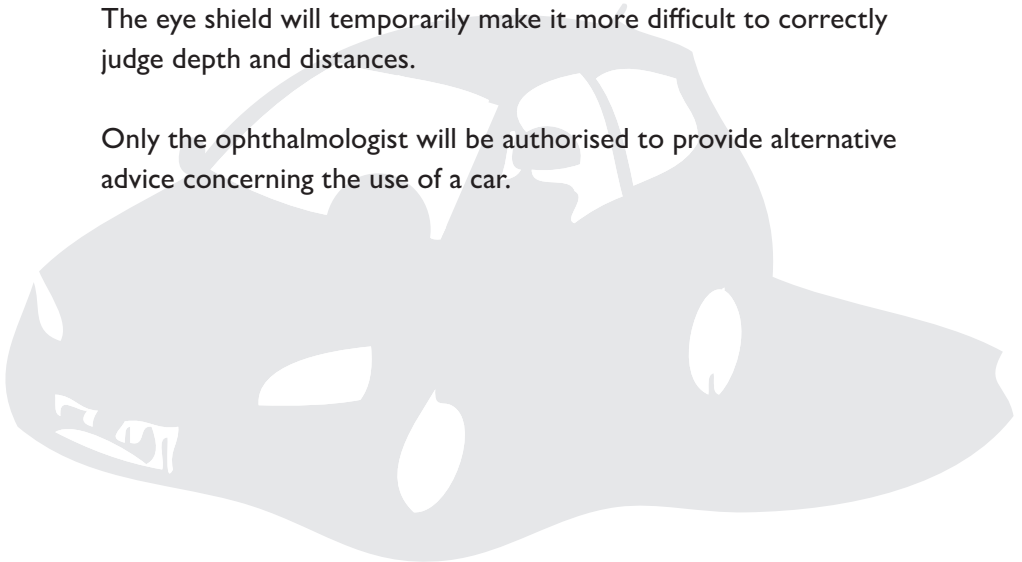 The eye shield will temporarily make it more difficult to correctly
judge depth and distances.
Only the ophthalmologist will be authorised to provide alternative
advice concerning the use of a car.